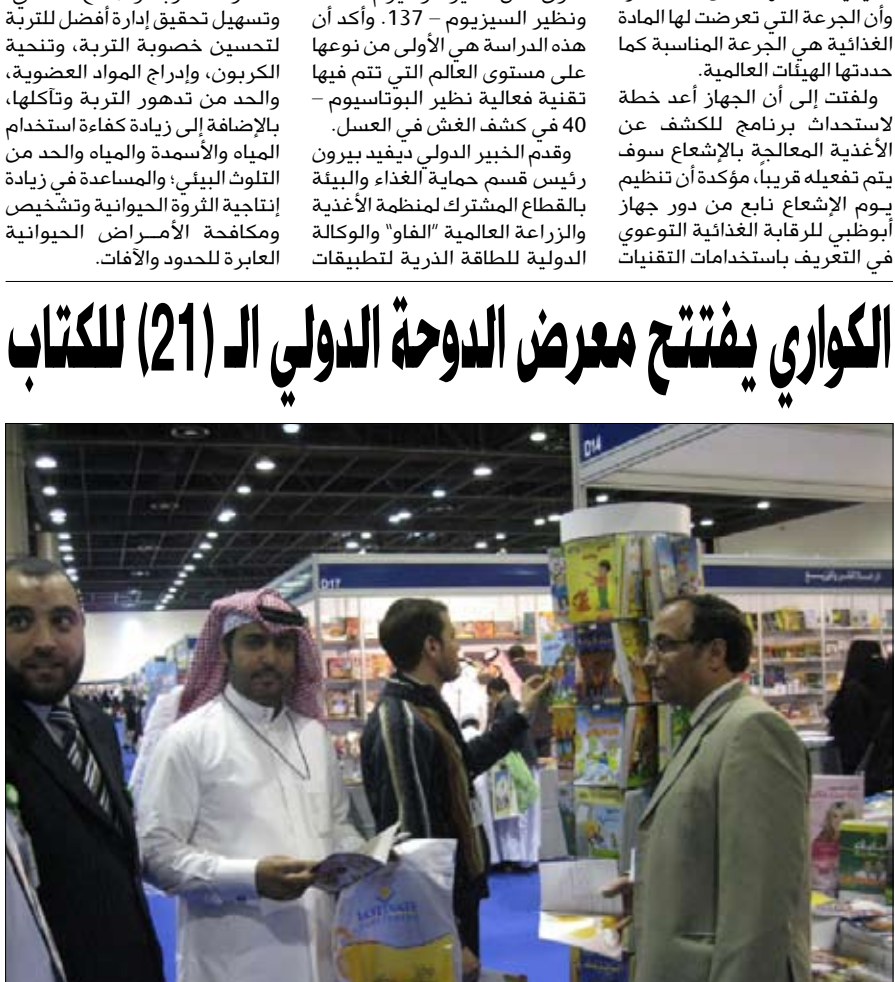 وأن الجرعة التي تعرضت لها المادة
الغذائية هي الجرعة المناسبة كما
حددتها الهيئات العالمية.
ولفتت إلى أن الجهاز أعد خطة
لاستحداث برنامج للكشف عن
الأغذية المعالجة بالإشعاع سوف
يتم تفعيله قريباً، مؤكدة أن تنظيم
يوم الإشعاع نابع من دور جهاز
أبوظبي للرقابة الغذائية التوعوي
في التعريف باستخدامات التقنيات
ونظير السيزيوم – 137. وأكد أن
هذه الدراسة هي الأولى من نوعها
على مستوى العالم التي تتم فيها
تقنية فعالية نظير البوتاسيوم –
40 في كشف الغش في العسل.
وقدم الخبير الدولي ديفيد بيرون
رئيس قسم حماية الغذاء والبيئة
بالقطاع المشترك لمنظمة الأغذية
والزراعة العالمية "الفاو" والوكالة
الدولية للطاقة الذرية لتطبيقات
وتسهيل تحقيق إدارة أفضل للتربة
لتحسين خصوبة التربة، وتنحية
الكربون، وإدراج المواد العضوية،
والحد من تدهور التربة وتآكلها،
بالإضافة إلى زيادة كفاءة استخدام
المياه والأسمدة والمياه والحد من
التلوث البيئي؛ والمساعدة في زيادة
إنتاجية الثروة الحيوانية وتشخيص
ومكافحة الأمـــراض الحيوانية
العابرة للحدود والآفات.
الكواري يفتتح معرض الدوحة الدولي الـ (21) للكتاب
D14
D17